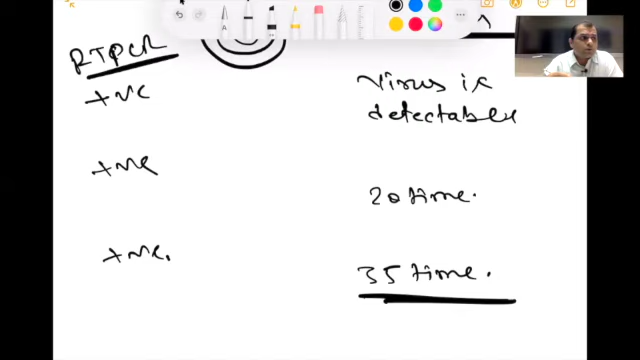 RTPCR
+ve
Virus is
detectable
+ve
20 time.
+ve.
35 time.